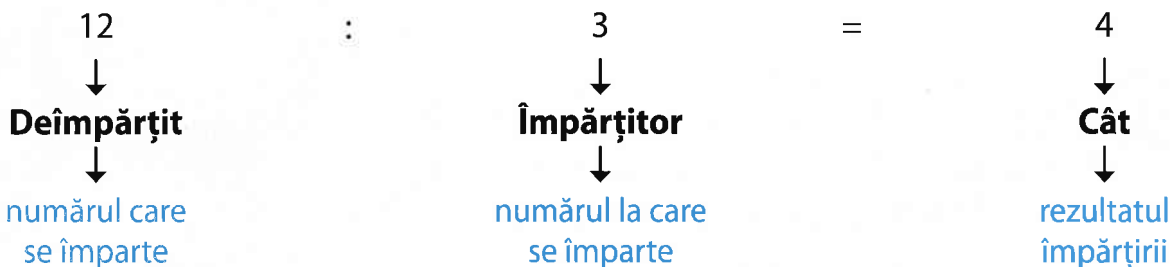 12 : 3 = 4
↓ ↓ ↓
Deîmpărțit Împărțitor Cât
↓ ↓ ↓
numărul care numărul la care rezultatul
se împarte se împarte împărțirii